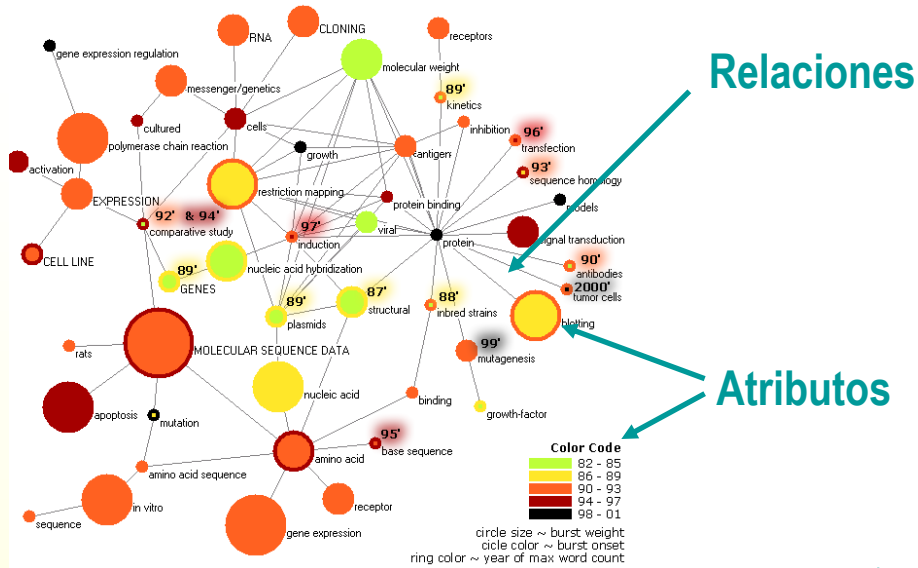 CLONING
RNA
receptors
gene expression regulation
Relaciones
molecular weight
messenger/genetics
89'
kinetics
cultured
cells
inhibition
96'
transfection
polymerase chain reaction
growth
antigen
93'
sequence homology
activation
restriction mapping
protein binding
models
EXPRESSION
92' & 94'
comparative study
97'
induction
viral
protein
signal transduction
CELL LINE
89'
GENES
nucleic acid hybridization
90'
antibodies
2000'
tumor cells
89'
plasmids
87'
structural
88'
inbred strains
blotting
rats
MOLECULAR SEQUENCE DATA
99'
mutagenesis
Atributos
nucleic acid
binding
growth-factor
apoptosis
mutation
95'
base sequence
amino acid
amino acid sequence
in vitro
receptor
sequence
gene expression
Color Code
82 - 85
86 - 89
90 - 93
94 - 97
98 - 01
circle size ~ burst weight
cicle color ~ burst onset
ring color ~ year of max word count